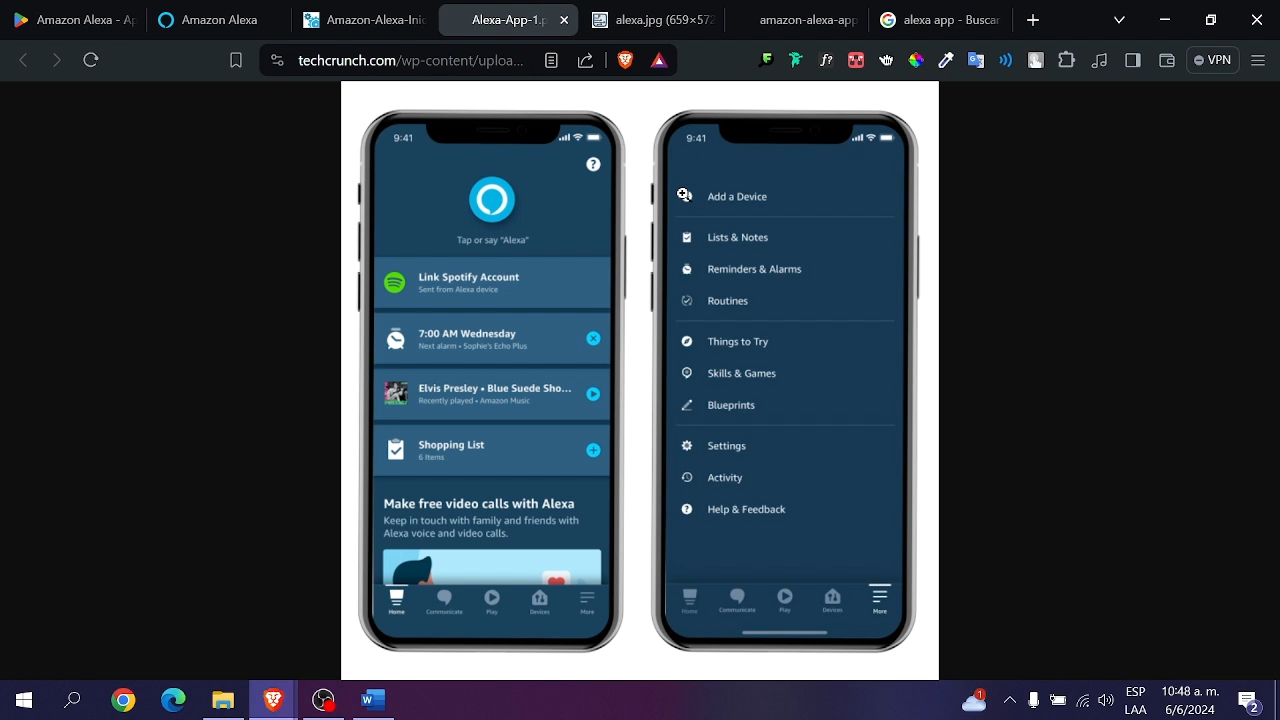 Amazon Alexa - Ap
Amazon Alexa
Amazon-Alexa-Nic
Alexa-app-1.p
alexa.jpg (659×572
amazon-alexa-app
alexa app - Buscar
techcrunch.com/wp-content/uploa...
VPN
9:41
?
Tap or say "Alexa"
Link Spotify Account
Sent from Alexa device
7:00 AM Wednesday
Next alarm • Sophie's Echo Plus
Elvis Presley • Blue Suede Sho...
Recently played • Amazon Music
Shopping List
6 Items
Make free video calls with Alexa
Keep in touch with family and friends with
Alexa voice and video calls.
Home Communicate Play Devices More
9:41
Add a Device
Lists & Notes
Reminders & Alarms
Routines
Things to Try
Skills & Games
Blueprints
Settings
Activity
Help & Feedback
Home Communicate Play Devices More
ESP
LAA
10:48 a.m.
6/6/2024
2